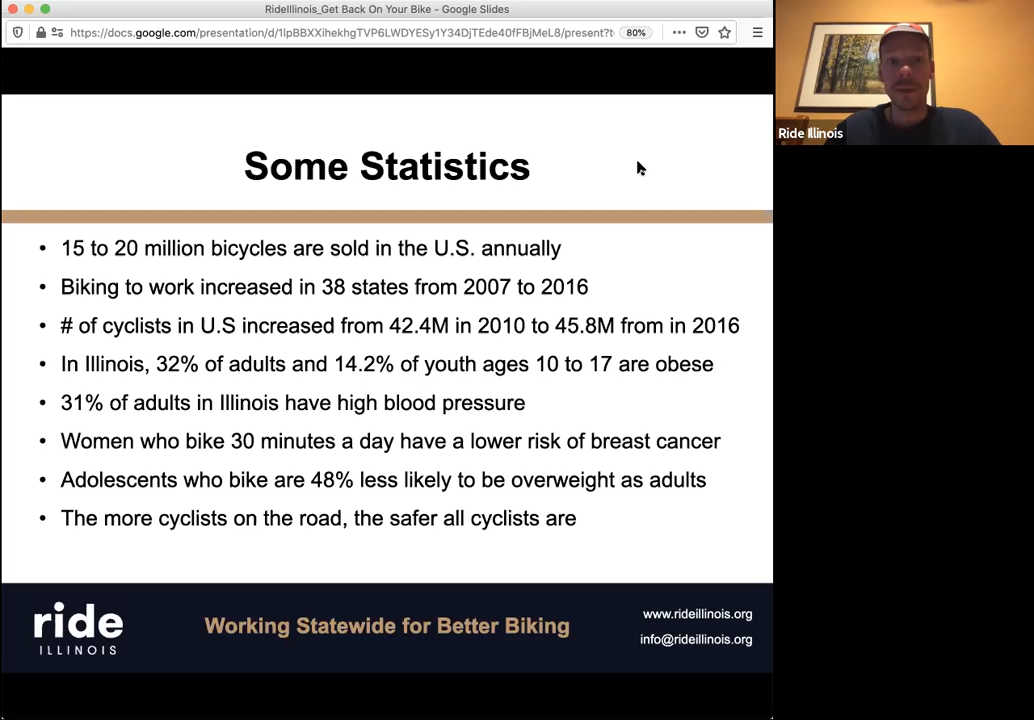 RideIllinois_Get Back On Your Bike - Google Slides
https://docs.google.com/presentation/d/1lpBBXXihekhgTVP6LWDYESy1Y34DjTEde40fFBjMeL8/present?t
80%
Ride Illinois
Some Statistics
• 15 to 20 million bicycles are sold in the U.S. annually
• Biking to work increased in 38 states from 2007 to 2016
• # of cyclists in U.S increased from 42.4M in 2010 to 45.8M from in 2016
• In Illinois, 32% of adults and 14.2% of youth ages 10 to 17 are obese
• 31% of adults in Illinois have high blood pressure
• Women who bike 30 minutes a day have a lower risk of breast cancer
• Adolescents who bike are 48% less likely to be overweight as adults
• The more cyclists on the road, the safer all cyclists are
ride
ILLINOIS
Working Statewide for Better Biking
www.rideillinois.org
info@rideillinois.org